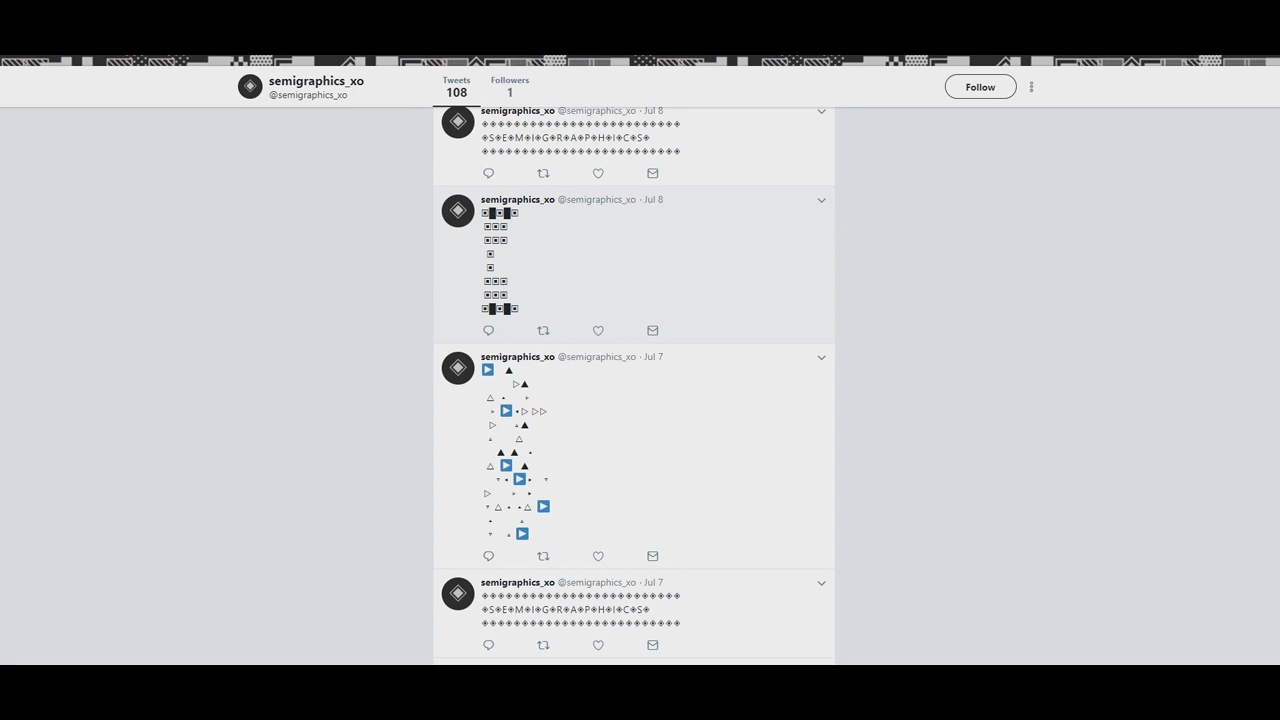 semigraphics_xo
@semigraphics_xo
Tweets
108
Followers
1
Follow
semigraphics_xo @semigraphics_xo · Jul 8
◈◈◈◈◈◈◈◈◈◈◈◈◈◈◈◈◈◈◈◈◈◈◈◈◈
◈S◈E◈M◈I◈G◈R◈A◈P◈H◈I◈C◈S◈
◈◈◈◈◈◈◈◈◈◈◈◈◈◈◈◈◈◈◈◈◈◈◈◈◈
semigraphics_xo @semigraphics_xo · Jul 8
▣█▣█▣
▣▣▣
▣▣▣
▣
▣
▣▣▣
▣▣▣
▣█▣█▣
semigraphics_xo @semigraphics_xo · Jul 7
▶️ ▲
▷▲
△ ▴ ▹
▹ ▶️ ◂ ▷ ▷▷
▷ ▵ ▲
▵ △
▲ ▲ ▴
△ ▶️ ▲
▿ ◂ ▶️ ▸ ▿
▷ ▹ ▸
▿ △ ▴ ▴ △ ▶️
▴ ▵
▿ ▵ ▶️
semigraphics_xo @semigraphics_xo · Jul 7
◈◈◈◈◈◈◈◈◈◈◈◈◈◈◈◈◈◈◈◈◈◈◈◈◈
◈S◈E◈M◈I◈G◈R◈A◈P◈H◈I◈C◈S◈
◈◈◈◈◈◈◈◈◈◈◈◈◈◈◈◈◈◈◈◈◈◈◈◈◈